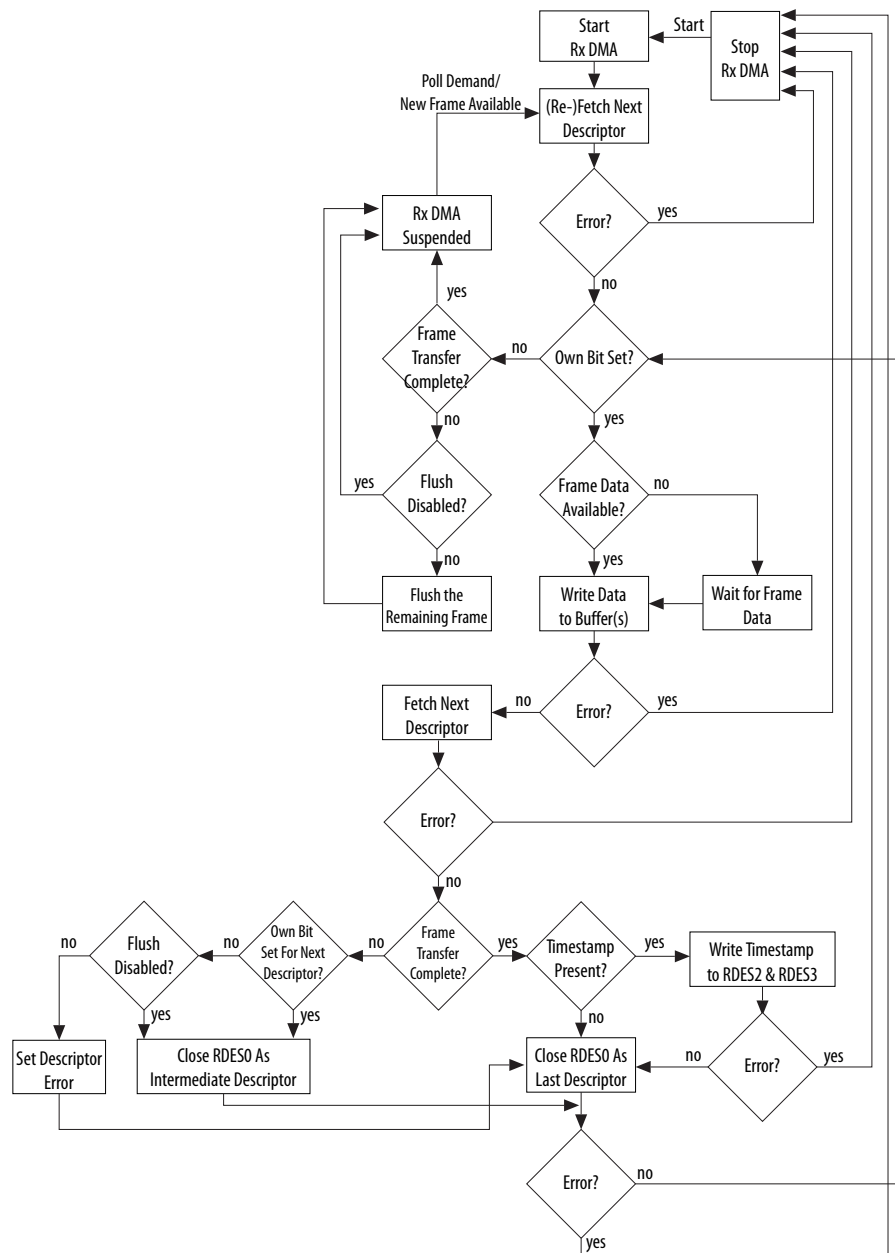 Start
Rx DMA
Start
Stop
Rx DMA
Poll Demand/
New Frame Available
(Re-)Fetch Next
Descriptor
Rx DMA
Suspended
Error?
yes
no
yes
Frame
Transfer
Complete?
no
Own Bit Set?
no
yes
yes
Flush
Disabled?
Frame Data
Available?
no
no
yes
Flush the
Remaining Frame
Write Data
to Buffer(s)
Wait for Frame
Data
Fetch Next
Descriptor
no
Error?
yes
Error?
no
no
Flush
Disabled?
no
Own Bit
Set For Next
Descriptor?
no
Frame
Transfer
Complete?
yes
Timestamp
Present?
yes
Write Timestamp
to RDES2 & RDES3
yes
yes
no
Set Descriptor
Error
Close RDES0 As
Intermediate Descriptor
Close RDES0 As
Last Descriptor
no
Error?
yes
Error?
no
yes